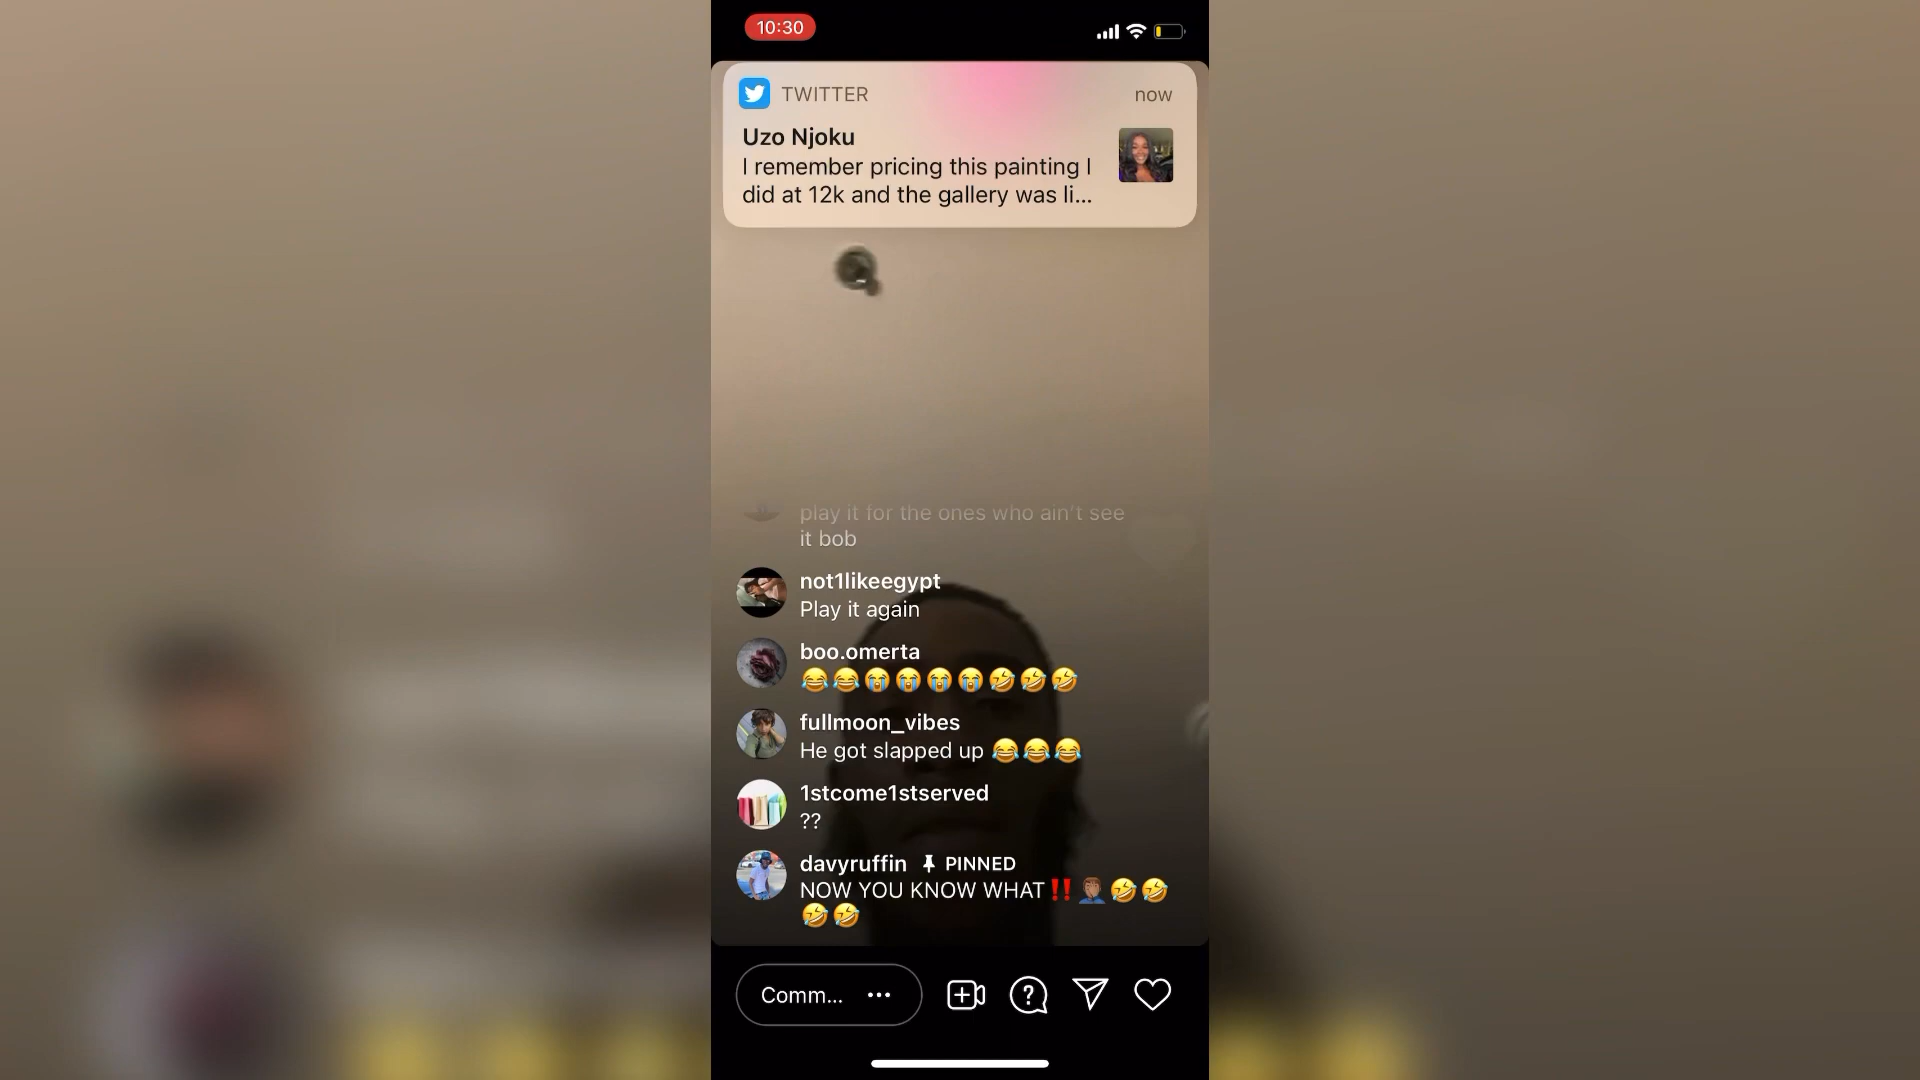 10:30
TWITTER
now
Uzo Njoku
I remember pricing this painting I
did at 12k and the gallery was li...
play it for the ones who ain't see
it bob
not1likeegypt
Play it again
boo.omerta
😂😂😭😭😭😭🤣🤣🤣
fullmoon_vibes
He got slapped up 😂😂😂
1stcome1stserved
??
davyruffin 📌 PINNED
NOW YOU KNOW WHAT‼️🤦🏽‍♂️🤣🤣
🤣🤣
Comm...